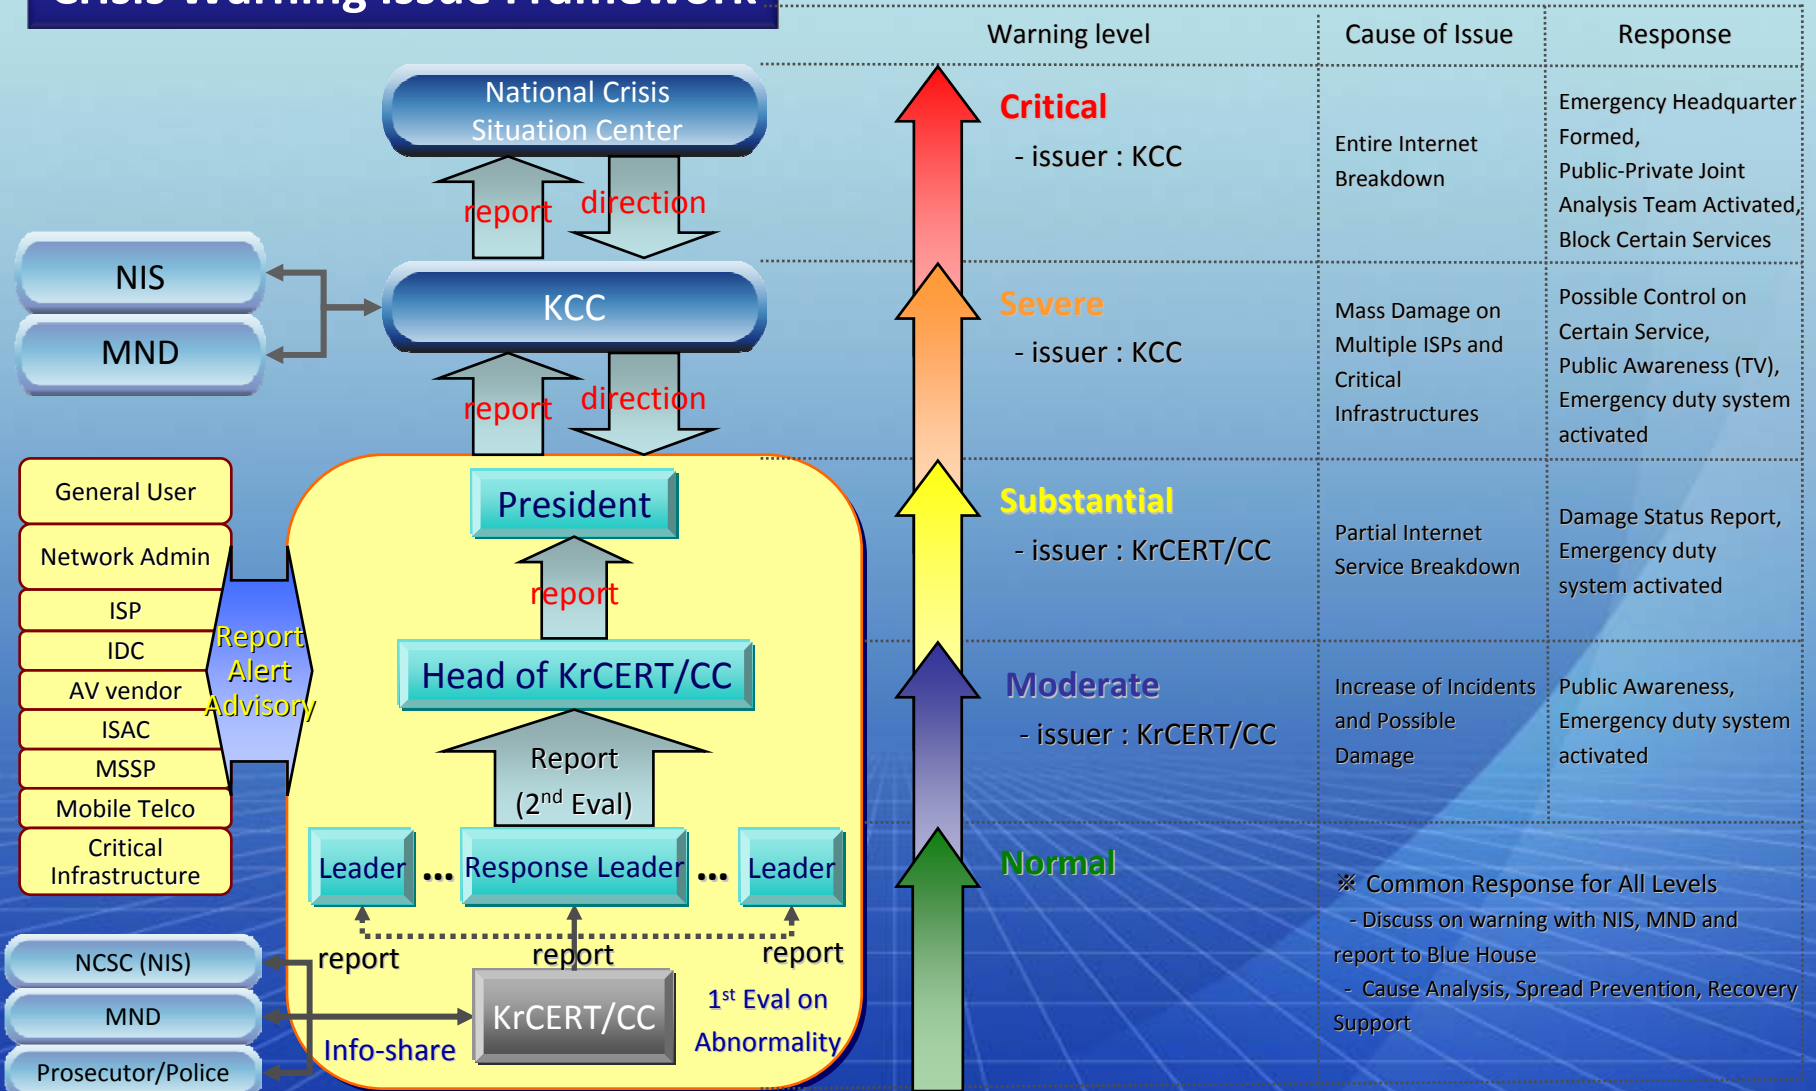 Crisis Warning Issue Framework
Warning level
Cause of Issue
Response
National Crisis
Situation Center
report
direction
NIS
MND
KCC
report
direction
General User
Network Admin
ISP
IDC
AV vendor
ISAC
MSSP
Mobile Telco
Critical
Infrastructure
Report
Alert
Advisory
President
report
Head of KrCERT/CC
Report
(2nd Eval)
Leader
...
Response Leader
...
Leader
report
report
report
NCSC (NIS)
MND
Prosecutor/Police
Info-share
KrCERT/CC
1st Eval on
Abnormality
Critical
- issuer : KCC
Entire Internet
Breakdown
Emergency Headquarter
Formed,
Public-Private Joint
Analysis Team Activated,
Block Certain Services
Severe
- issuer : KCC
Mass Damage on
Multiple ISPs and
Critical
Infrastructures
Possible Control on
Certain Service,
Public Awareness (TV),
Emergency duty system
activated
Substantial
- issuer : KrCERT/CC
Partial Internet
Service Breakdown
Damage Status Report,
Emergency duty
system activated
Moderate
- issuer : KrCERT/CC
Increase of Incidents
and Possible
Damage
Public Awareness,
Emergency duty system
activated
Normal
※ Common Response for All Levels
- Discuss on warning with NIS, MND and
report to Blue House
- Cause Analysis, Spread Prevention, Recovery
Support